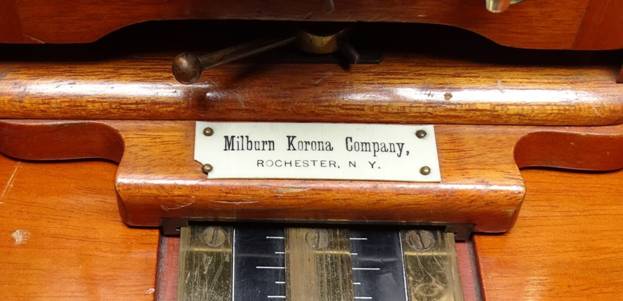 Milburn Korona Company,
ROCHESTER, N Y.